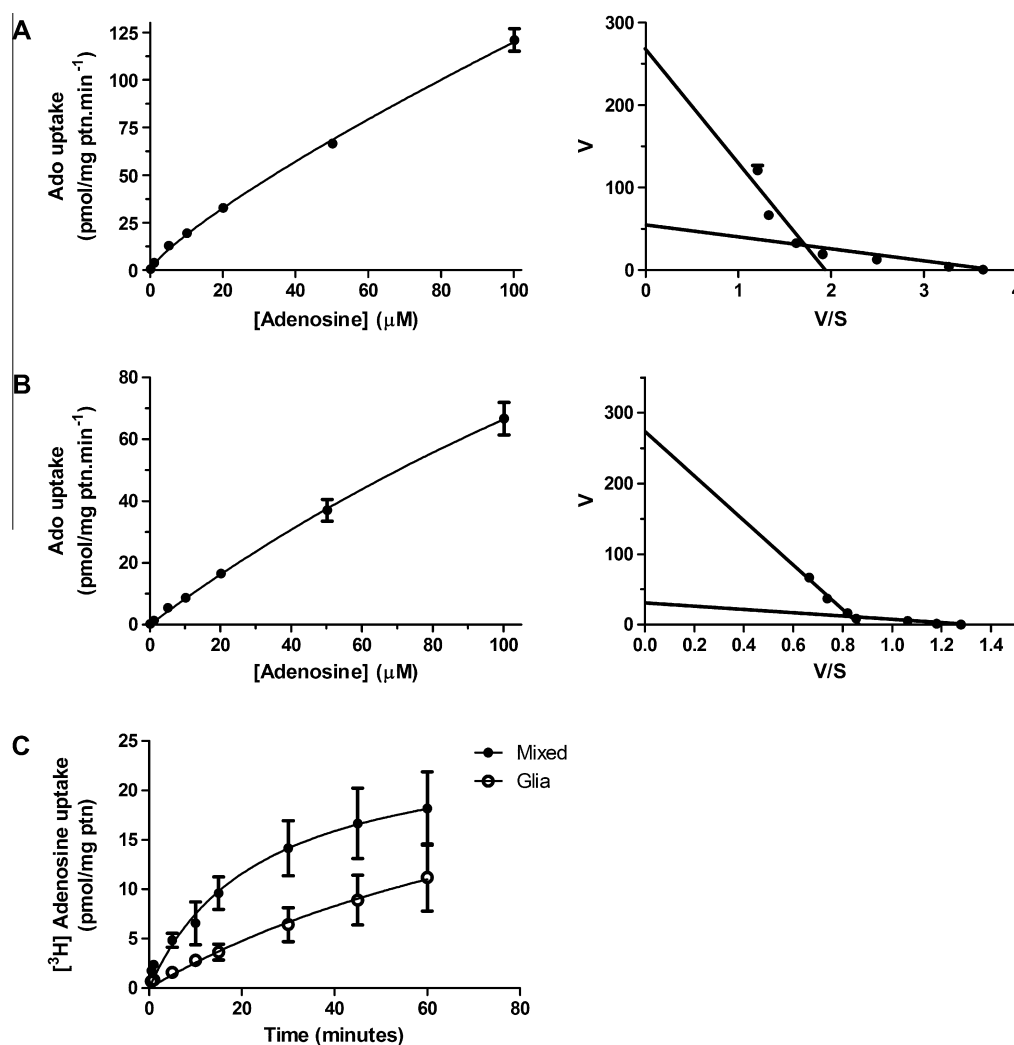 A
Ado uptake
(pmol/mg ptn.min⁻¹)
125
100
75
50
25
0
0 20 40 60 80 100
[Adenosine] (μM)
V
300
200
100
0
0 1 2 3 4
V/S
B
Ado uptake
(pmol/mg ptn.min⁻¹)
80
60
40
20
0
0 20 40 60 80 100
[Adenosine] (μM)
V
300
200
100
0
0.0 0.2 0.4 0.6 0.8 1.0 1.2 1.4
V/S
C
[³H] Adenosine uptake
(pmol/mg ptn)
25
20
15
10
5
0
0 20 40 60 80
Time (minutes)
Mixed
Glia